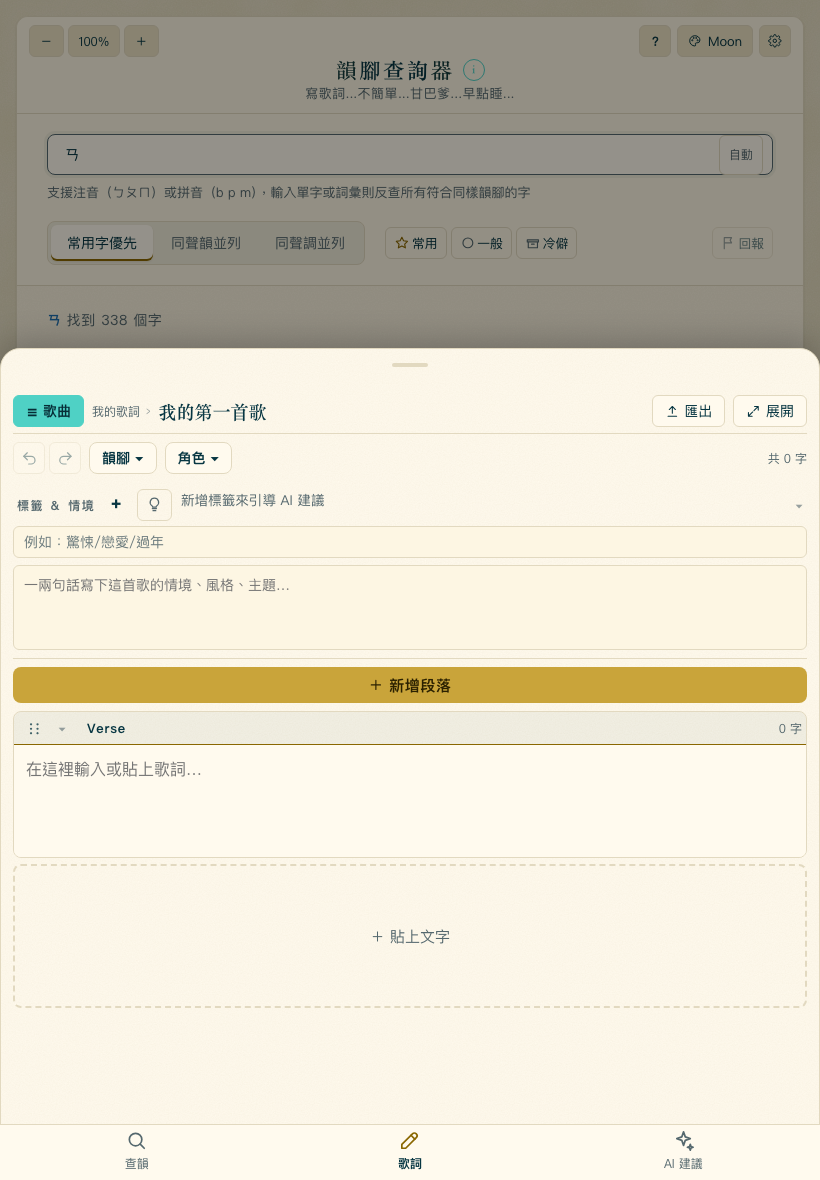 − 100% +
? Moon
韻腳查詢器 i
寫歌詞...不簡單...甘巴爹...早點睡...
ㄢ 自動
支援注音（ㄅㄆㄇ）或拼音（b p m），輸入單字或詞彙則反查所有符合同樣韻腳的字
常用字優先 同聲韻並列 同聲調並列 常用 一般 冷僻 回報
ㄢ 找到 338 個字
≡ 歌曲 我的歌詞 › 我的第一首歌 匯出 展開
韻腳 角色 共 0 字
標籤 & 情境 + 新增標籤來引導 AI 建議
例如：驚悚/戀愛/過年
一兩句話寫下這首歌的情境、風格、主題...
+ 新增段落
Verse 0 字
在這裡輸入或貼上歌詞...
+ 貼上文字
查韻 歌詞 AI 建議